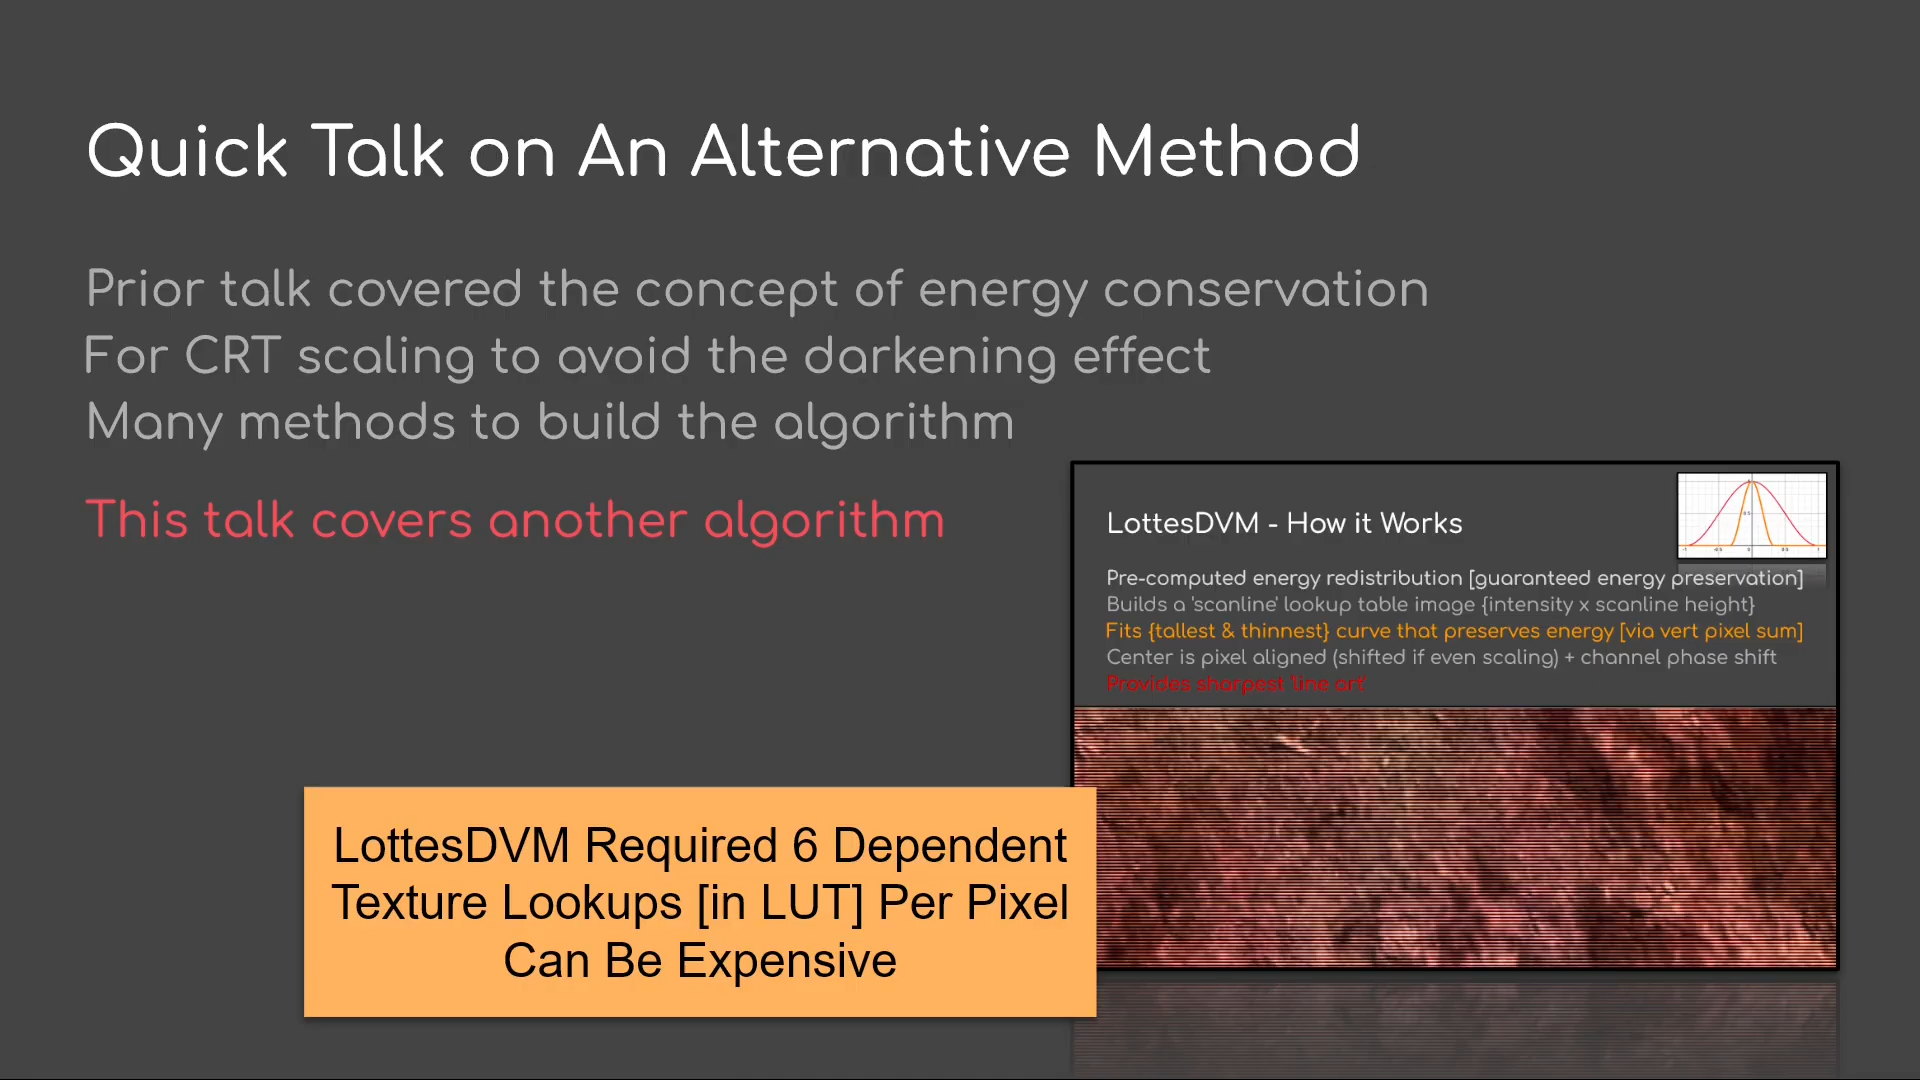 Quick Talk on An Alternative Method
Prior talk covered the concept of energy conservation
For CRT scaling to avoid the darkening effect
Many methods to build the algorithm
This talk covers another algorithm
LottesDVM - How it Works
Pre-computed energy redistribution [guaranteed energy preservation]
Builds a 'scanline' lookup table image {intensity x scanline height}
Fits {tallest & thinnest} curve that preserves energy [via vert pixel sum]
Center is pixel aligned (shifted if even scaling) + channel phase shift
Provides sharpest 'line art'
LottesDVM Required 6 Dependent
Texture Lookups [in LUT] Per Pixel
Can Be Expensive